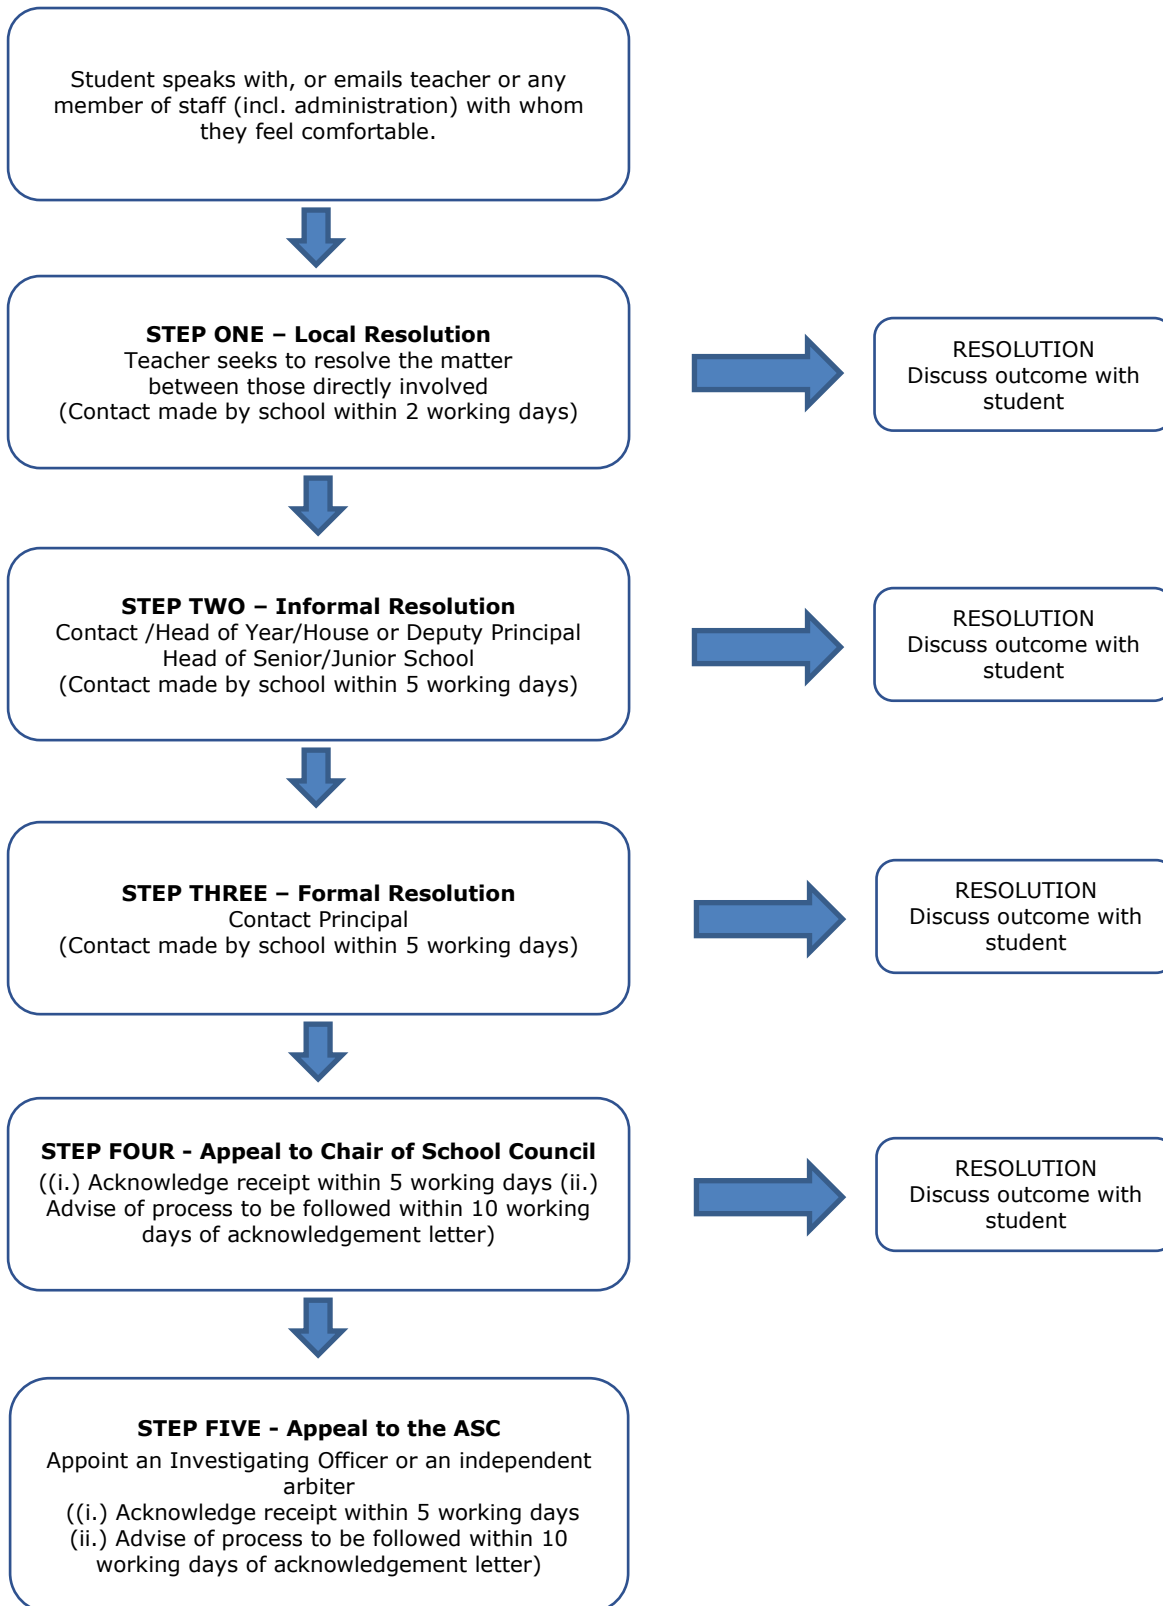 Student speaks with, or emails teacher or any
member of staff (incl. administration) with whom
they feel comfortable.
STEP ONE – Local Resolution
Teacher seeks to resolve the matter
between those directly involved
(Contact made by school within 2 working days)
RESOLUTION
Discuss outcome with
student
STEP TWO – Informal Resolution
Contact /Head of Year/House or Deputy Principal
Head of Senior/Junior School
(Contact made by school within 5 working days)
RESOLUTION
Discuss outcome with
student
STEP THREE – Formal Resolution
Contact Principal
(Contact made by school within 5 working days)
RESOLUTION
Discuss outcome with
student
STEP FOUR - Appeal to Chair of School Council
((i.) Acknowledge receipt within 5 working days (ii.)
Advise of process to be followed within 10 working
days of acknowledgement letter)
RESOLUTION
Discuss outcome with
student
STEP FIVE - Appeal to the ASC
Appoint an Investigating Officer or an independent
arbiter
((i.) Acknowledge receipt within 5 working days
(ii.) Advise of process to be followed within 10
working days of acknowledgement letter)